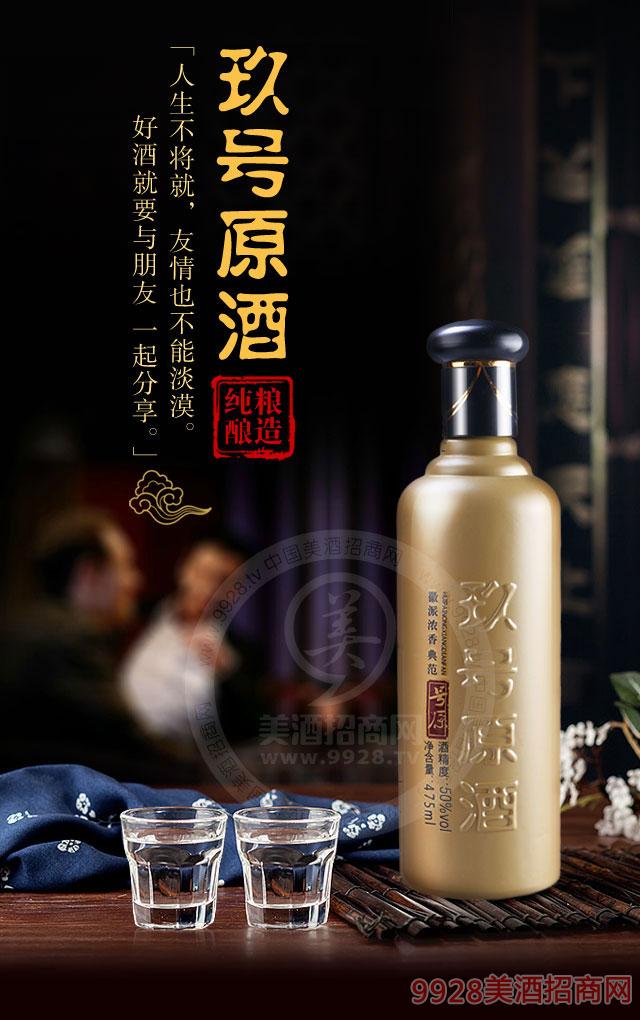 玖号原酒
「人生不将就，友情也不能淡漠。
好酒就要与朋友一起分享。」
纯粮
酿造
玖号原酒
徽派浓香典范
HUIPAINONGXIANGDIANFAN
号原
酒精度：50%vol
净含量：475ml
中国美酒招商网
9928.tv
美
美酒招商网
www.9928.TV
9928美酒招商网